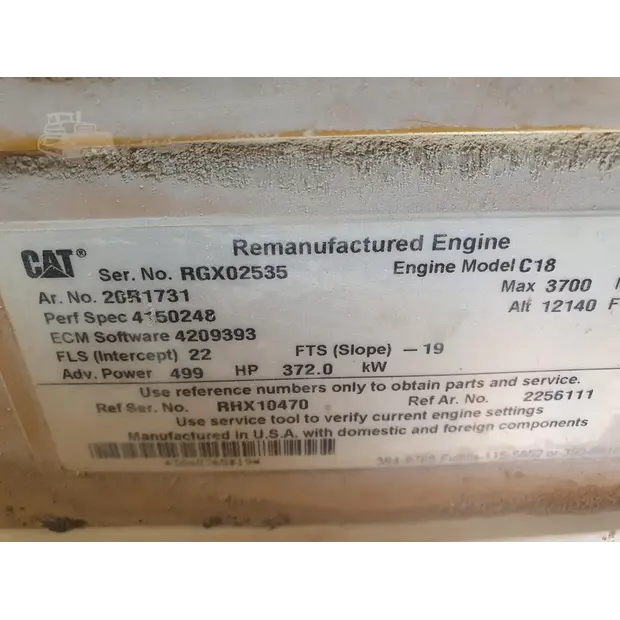 CAT®
Remanufactured Engine
Ser. No. RGX02535
Engine Model C18
Ar. No. 20R1731
Max 3700
Perf Spec 4150248
Alt 12140 F
ECM Software 4209393
FLS (Intercept) 22 FTS (Slope) -19
Adv. Power 499 HP 372.0 kW
Use reference numbers only to obtain parts and service.
Ref Ser. No. RHX10470 Ref Ar. No. 2256111
Use service tool to verify current engine settings
Manufactured in U.S.A. with domestic and foreign components